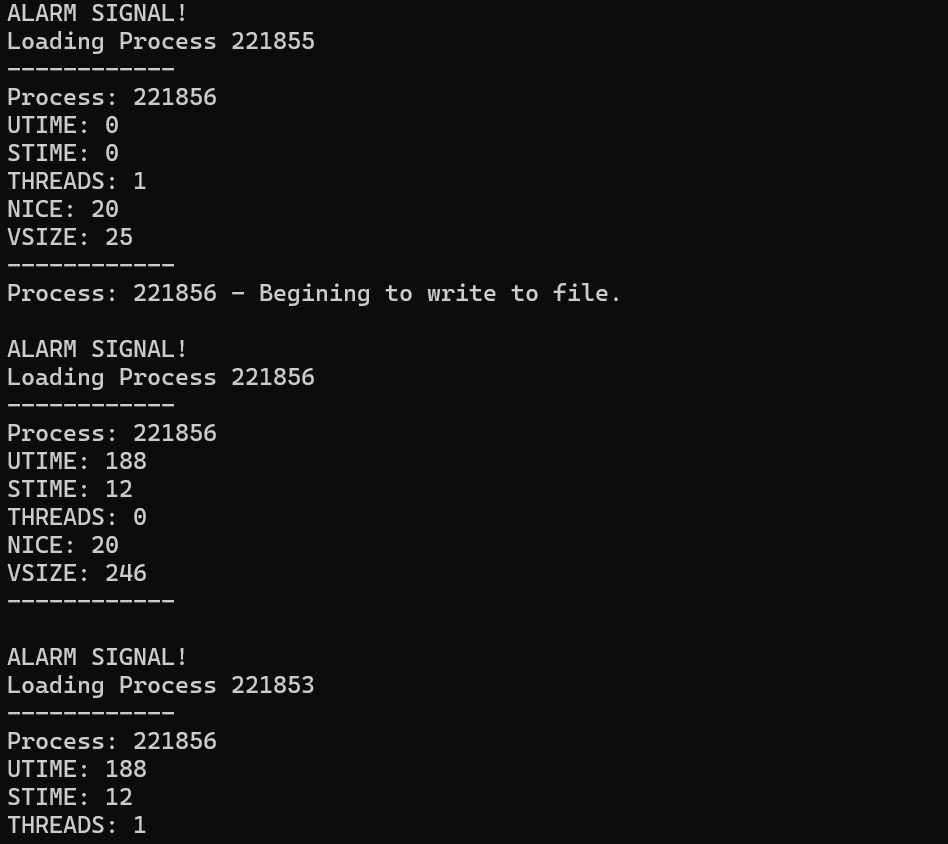 ALARM SIGNAL!
Loading Process 221855
------------
Process: 221856
UTIME: 0
STIME: 0
THREADS: 1
NICE: 20
VSIZE: 25
------------
Process: 221856 - Begining to write to file.

ALARM SIGNAL!
Loading Process 221856
------------
Process: 221856
UTIME: 188
STIME: 12
THREADS: 0
NICE: 20
VSIZE: 246
------------

ALARM SIGNAL!
Loading Process 221853
------------
Process: 221856
UTIME: 188
STIME: 12
THREADS: 1